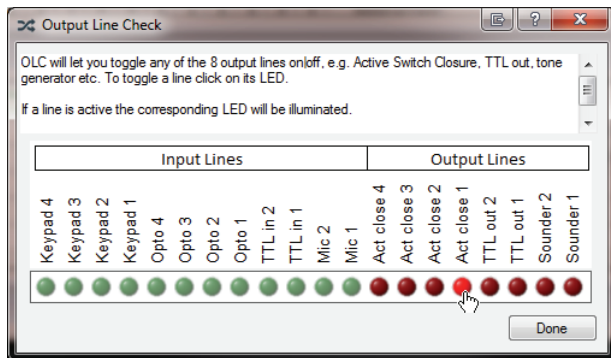 Output Line Check
?
OLC will let you toggle any of the 8 output lines on|off, e.g. Active Switch Closure, TTL out, tone
generator etc. To toggle a line click on its LED.
If a line is active the corresponding LED will be illuminated.
Input Lines
Output Lines
Keypad 4
Keypad 3
Keypad 2
Keypad 1
Opto 4
Opto 3
Opto 2
Opto 1
TTL in 2
TTL in 1
Mic 2
Mic 1
Act close 4
Act close 3
Act close 2
Act close 1
TTL out 2
TTL out 1
Sounder 2
Sounder 1
Done